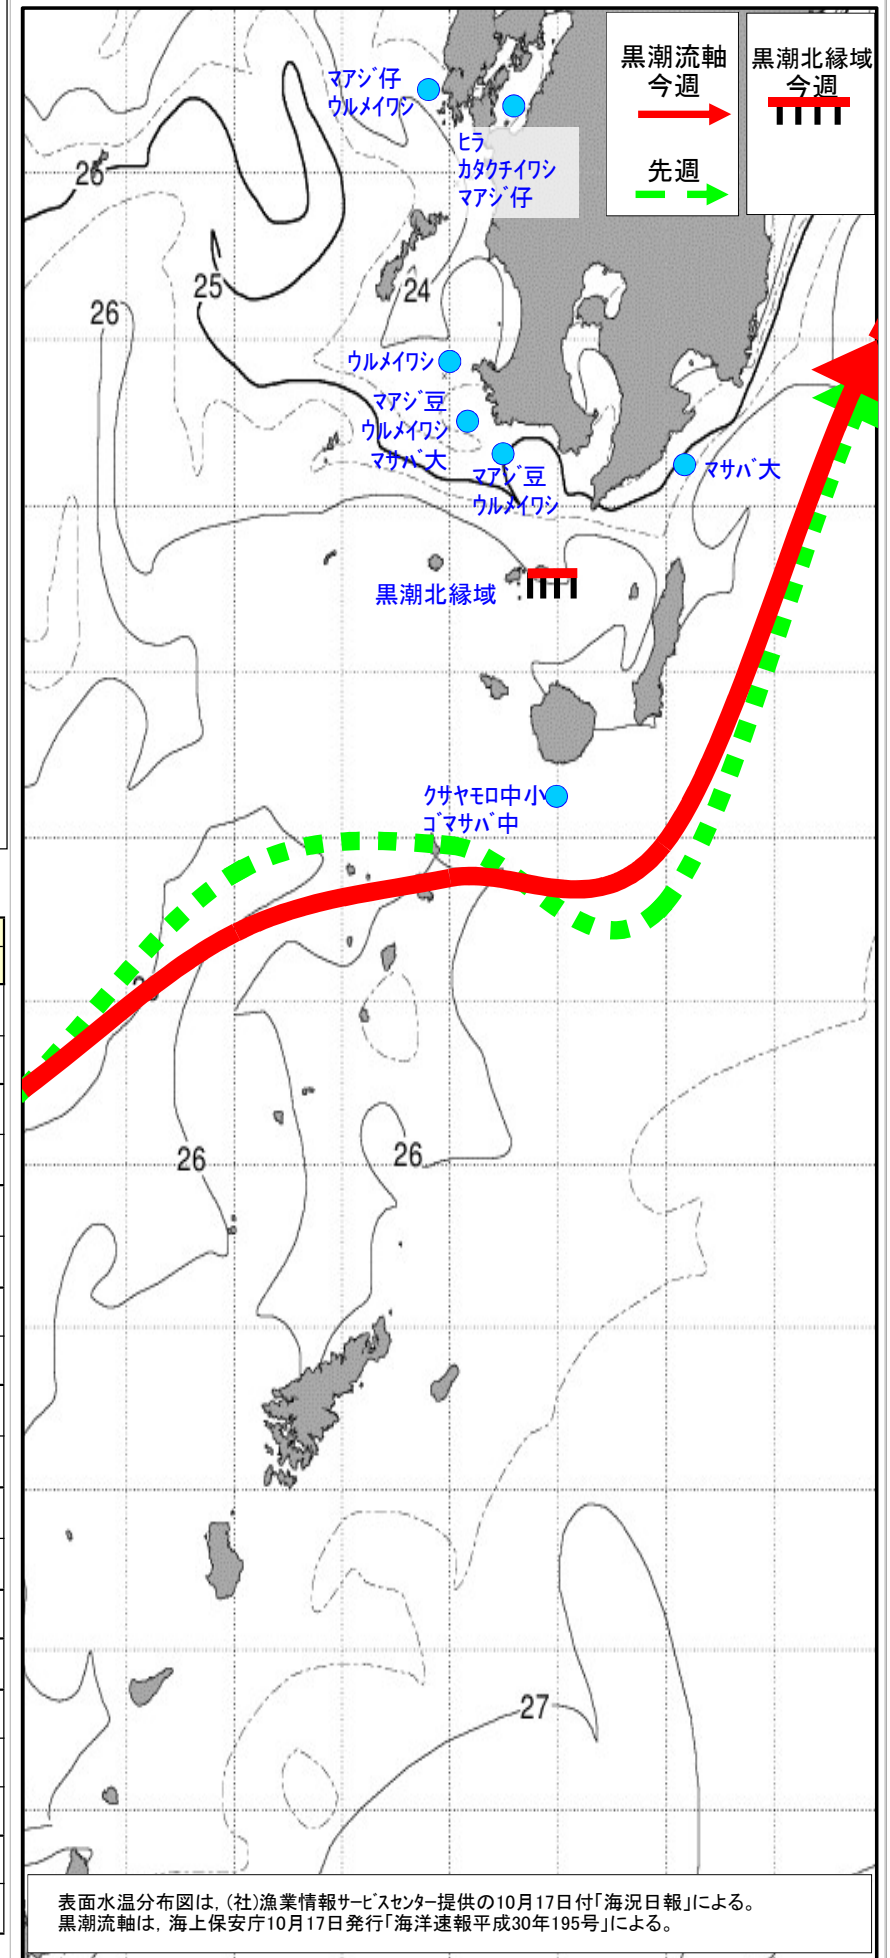 マアジ仔
ウルメイワシ
ヒラ
カタクチイワシ
マアジ仔
黒潮流軸
今週
先週
黒潮北縁域
今週
26
25
26
24
ウルメイワシ
マアジ豆
ウルメイワシ
マサバ大
マアジ豆
ウルメイワシ
マサバ大
黒潮北縁域
クサヤモロ中小
ゴマサバ中
26
26
27
表面水温分布図は，(社)漁業情報サービスセンター提供の10月17日付「海況日報」による。
黒潮流軸は，海上保安庁10月17日発行「海洋速報平成30年195号」による。